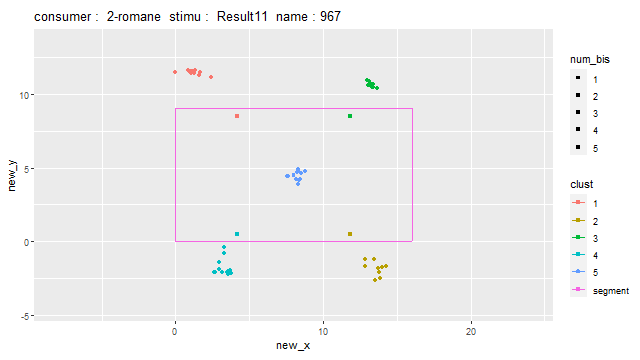 consumer :  2-romane  stimu :  Result11  name : 967
num_bis
1
2
3
4
5
clust
1
2
3
4
5
segment
new_y
10
5
0
-5
0
10
20
new_x